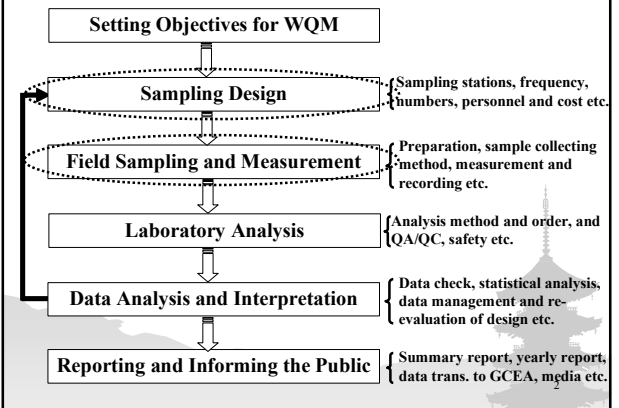 Setting Objectives for WQM
Sampling Design
Sampling stations, frequency,
numbers, personnel and cost etc.
Field Sampling and Measurement
Preparation, sample collecting
method, measurement and
recording etc.
Laboratory Analysis
Analysis method and order, and
QA/QC, safety etc.
Data Analysis and Interpretation
Data check, statistical analysis,
data management and re-
evaluation of design etc.
Reporting and Informing the Public
Summary report, yearly report,
data trans. to GCEA, media etc.
2